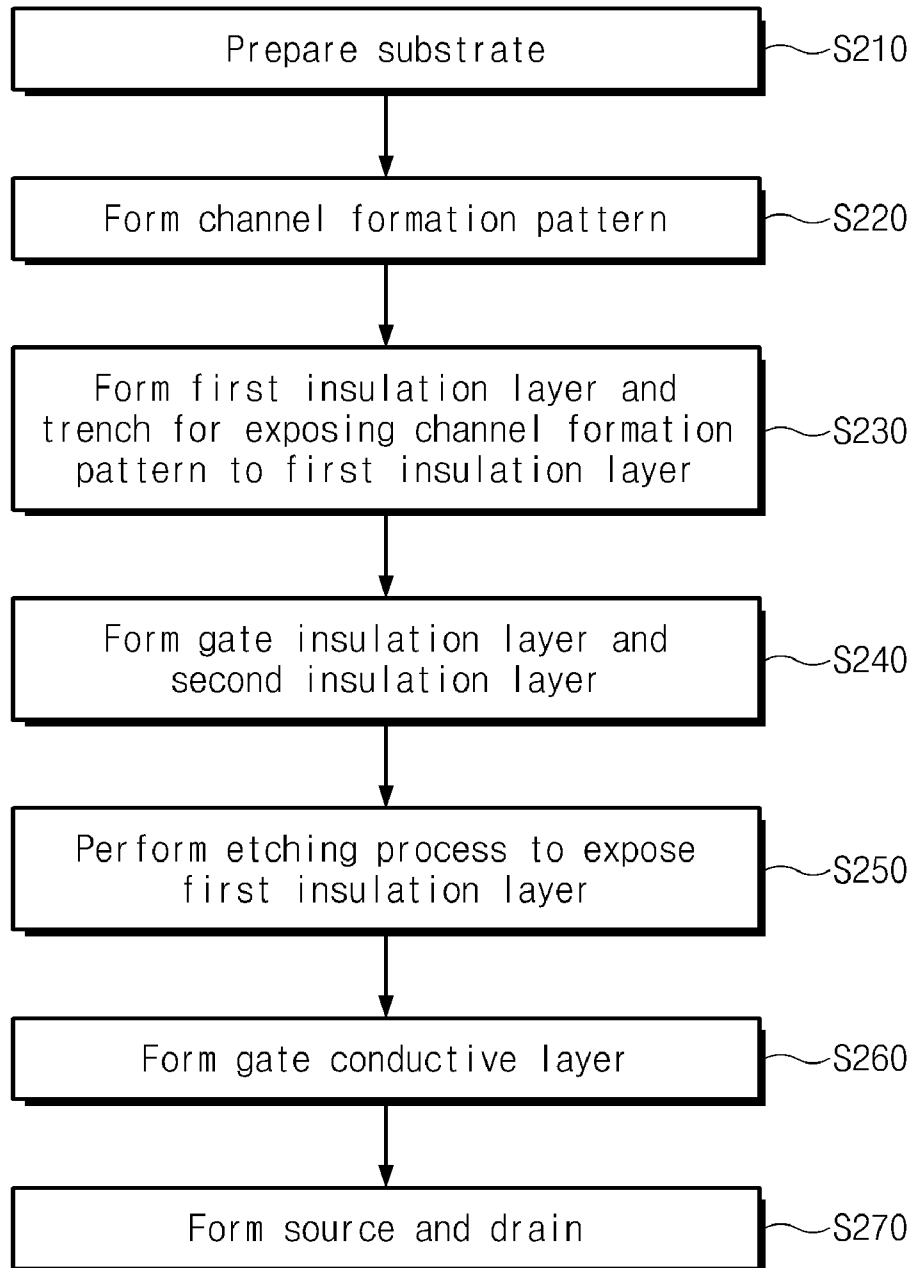 Prepare substrate
S210
Form channel formation pattern
S220
Form first insulation layer and
trench for exposing channel formation
pattern to first insulation layer
S230
Form gate insulation layer and
second insulation layer
S240
Perform etching process to expose
first insulation layer
S250
Form gate conductive layer
S260
Form source and drain
S270